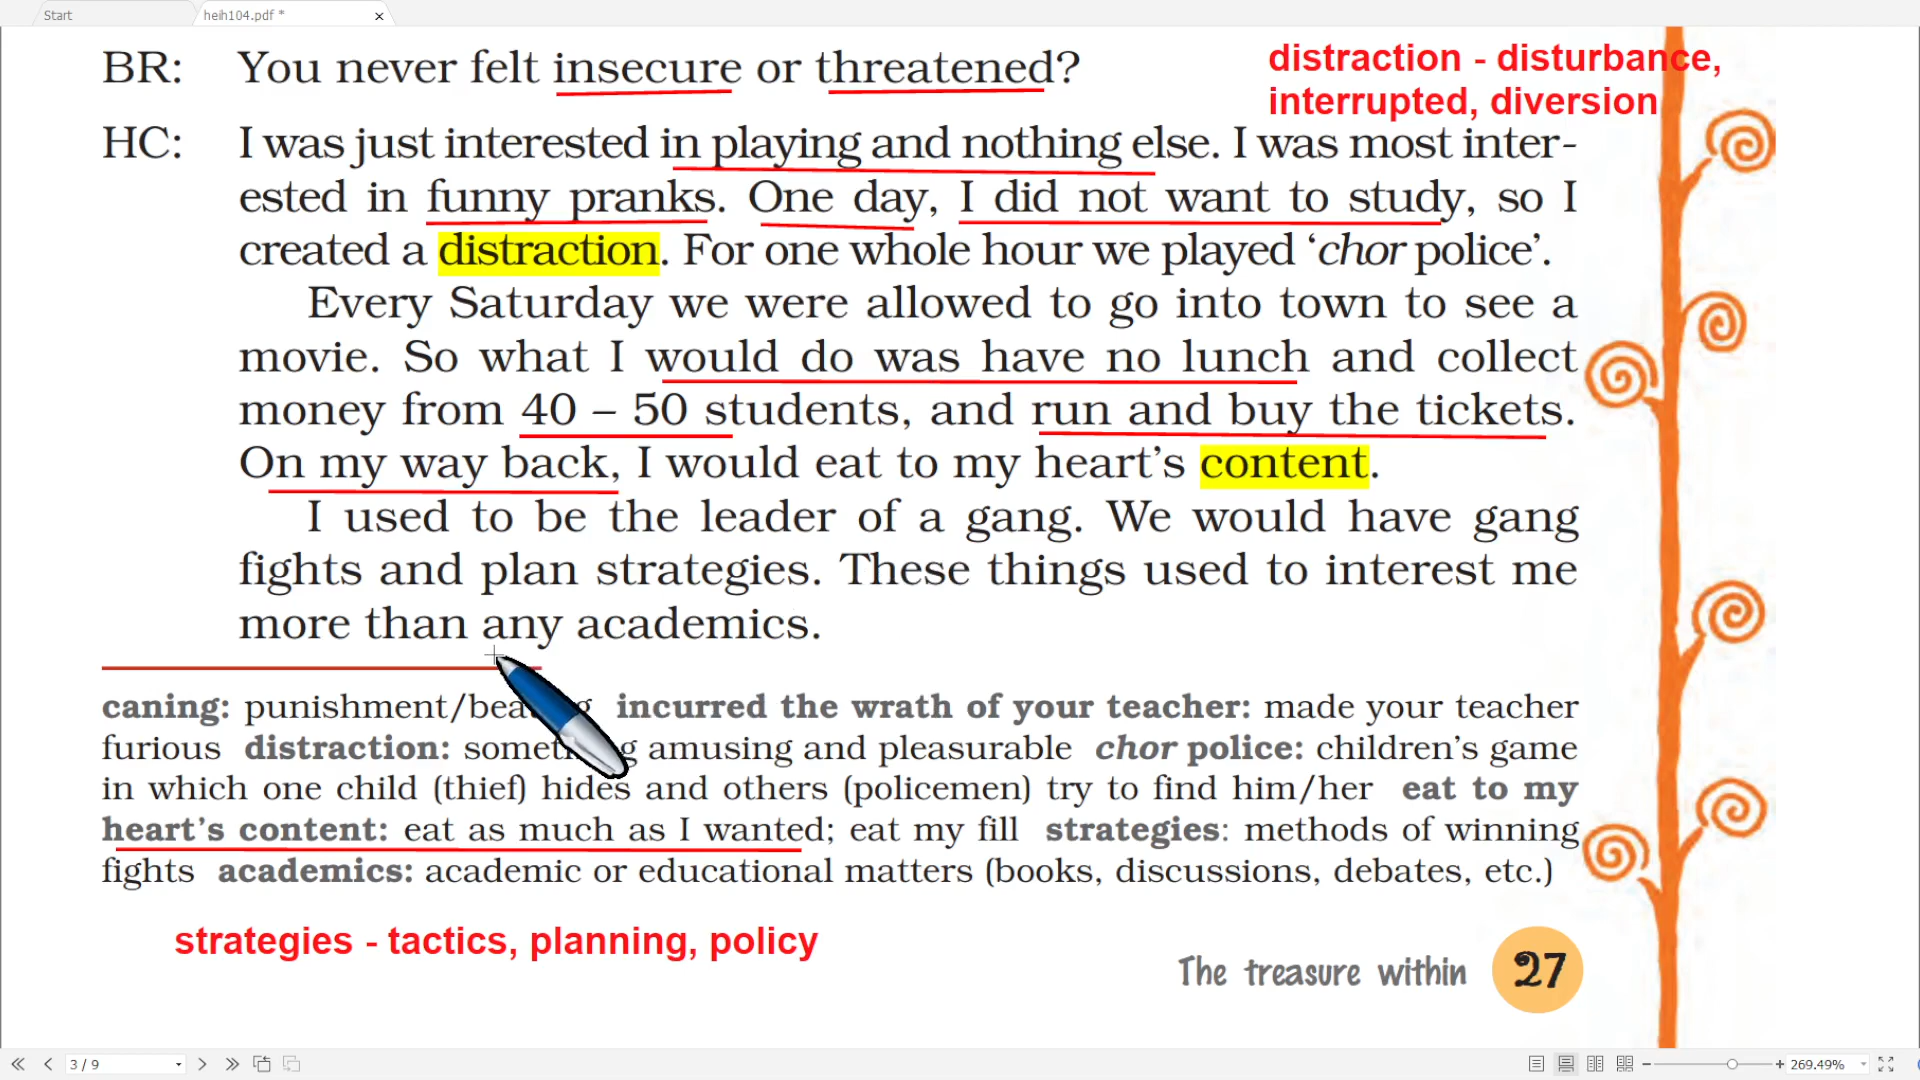 Start
heih104.pdf *
BR: You never felt insecure or threatened?
distraction - disturbance,
interrupted, diversion
HC: I was just interested in playing and nothing else. I was most inter-
ested in funny pranks. One day, I did not want to study, so I
created a distraction. For one whole hour we played ‘chor police’.
Every Saturday we were allowed to go into town to see a
movie. So what I would do was have no lunch and collect
money from 40 – 50 students, and run and buy the tickets.
On my way back, I would eat to my heart’s content.
I used to be the leader of a gang. We would have gang
fights and plan strategies. These things used to interest me
more than any academics.
caning: punishment/beating incurred the wrath of your teacher: made your teacher
furious distraction: something amusing and pleasurable chor police: children’s game
in which one child (thief) hides and others (policemen) try to find him/her eat to my
heart’s content: eat as much as I wanted; eat my fill strategies: methods of winning
fights academics: academic or educational matters (books, discussions, debates, etc.)
strategies - tactics, planning, policy
The treasure within 27
3 / 9
269.49%